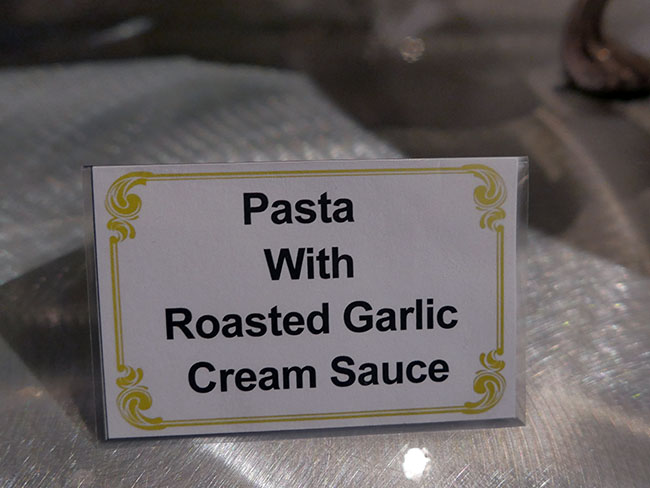 Pasta
With
Roasted Garlic
Cream Sauce